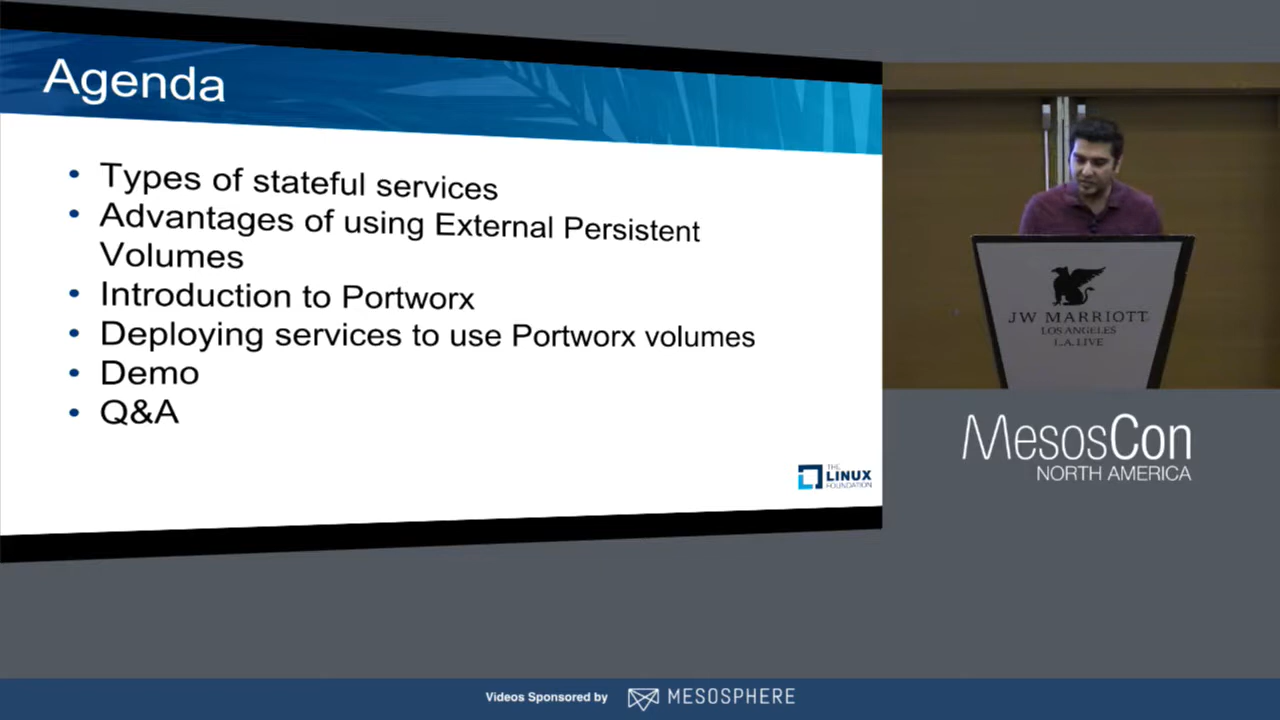 Agenda
• Types of stateful services
• Advantages of using External Persistent
Volumes
• Introduction to Portworx
• Deploying services to use Portworx volumes
• Demo
• Q&A
THE
LINUX
FOUNDATION
JW MARRIOTT
LOS ANGELES
L.A. LIVE
MesosCon
NORTH AMERICA
Videos Sponsored by MESOSPHERE